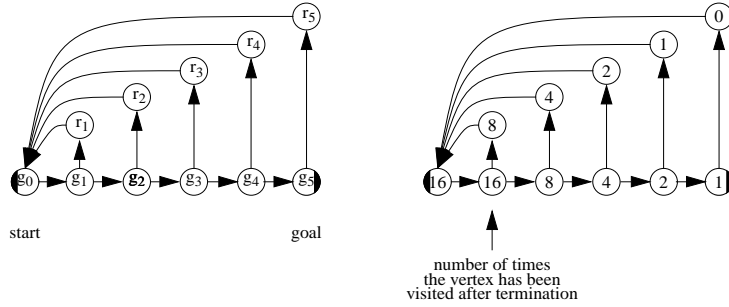 r5
r4
r3
r2
r1
g0 g1 g2 g3 g4 g5
start goal
0
1
2
4
8
16 16 8 4 2 1
number of times
the vertex has been
visited after termination